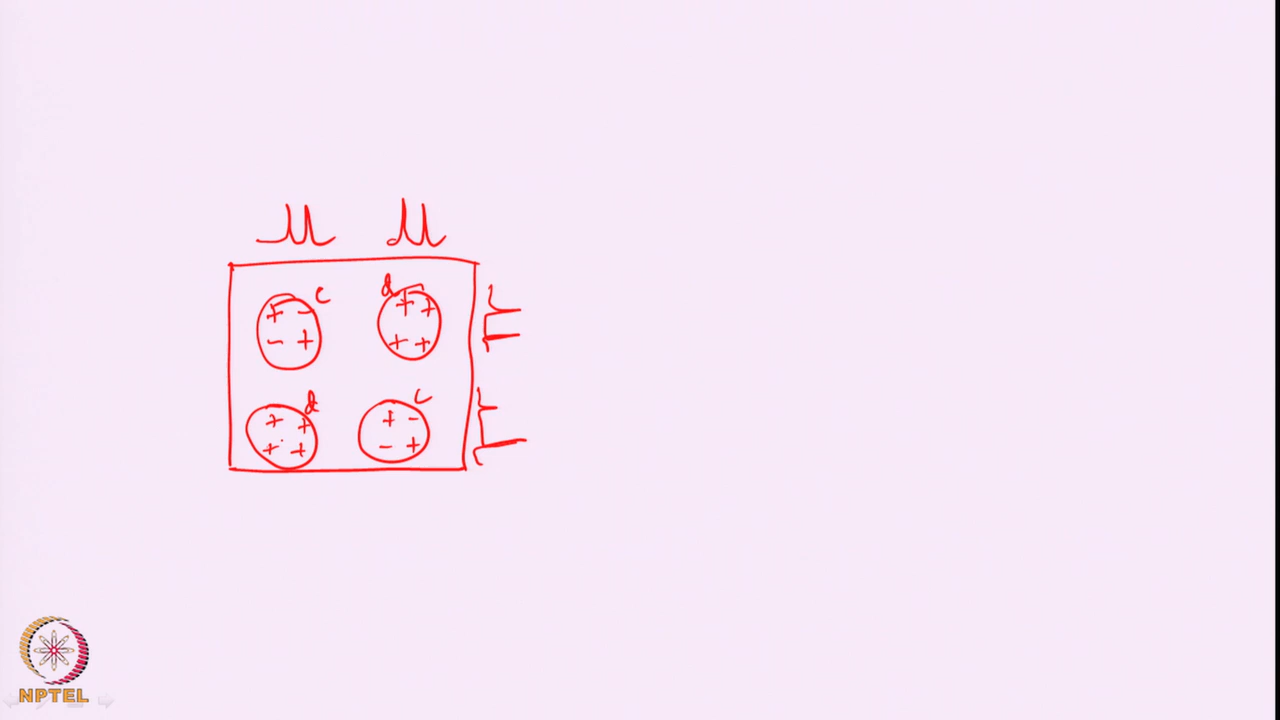 c d
+ - + +
- + + +
d c
+ + + -
+ + - +
NPTEL